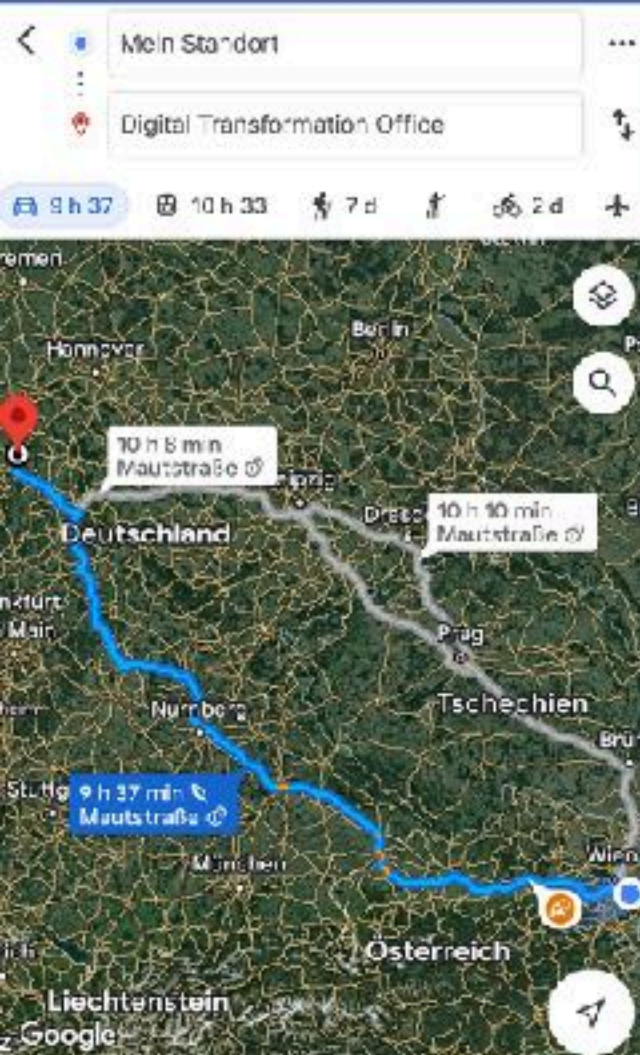 Mein Standort
Digital Transformation Office
9 h 37
10 h 33
7 d
2 d
Hannover
Berlin
10 h 8 min
Mautstraße
10 h 10 min
Mautstraße
Deutschland
Main
Prag
Tschechien
Nürnberg
9 h 37 min
Mautstraße
München
Wien
Österreich
Liechtenstein
Google